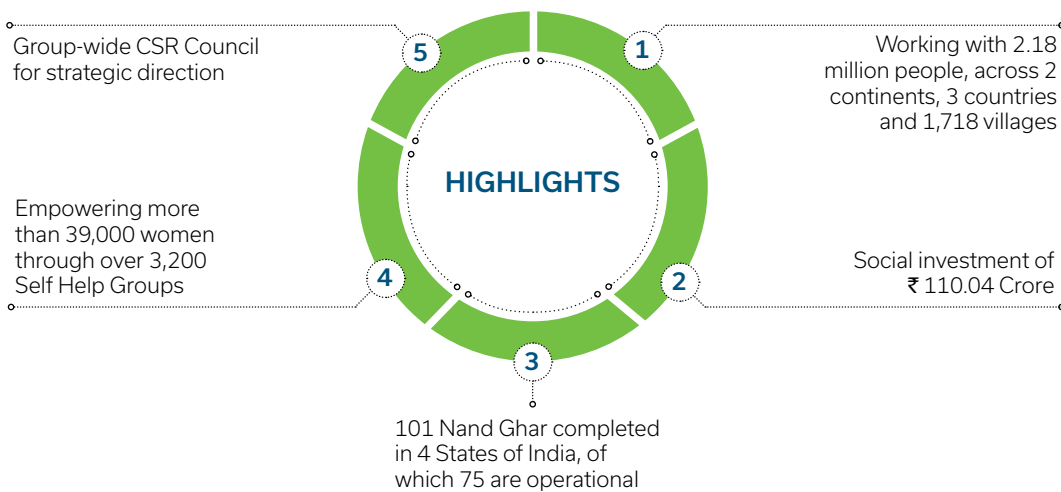 HIGHLIGHTS
1
Working with 2.18
million people, across 2
continents, 3 countries
and 1,718 villages
2
Social investment of
₹ 110.04 Crore
3
101 Nand Ghar completed
in 4 States of India, of
which 75 are operational
4
Empowering more
than 39,000 women
through over 3,200
Self Help Groups
5
Group-wide CSR Council
for strategic direction